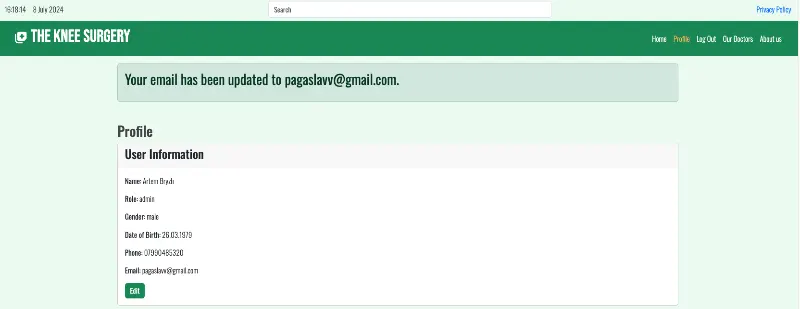 16:18:14 8 July 2024 Search Privacy Policy
THE KNEE SURGERY Home Profile Log Out Our Doctors About us
Your email has been updated to pagaslavv@gmail.com.
Profile
User Information
Name: Artem Bryzh
Role: admin
Gender: male
Date of Birth: 26.03.1979
Phone: 07990485320
Email: pagaslavv@gmail.com
Edit